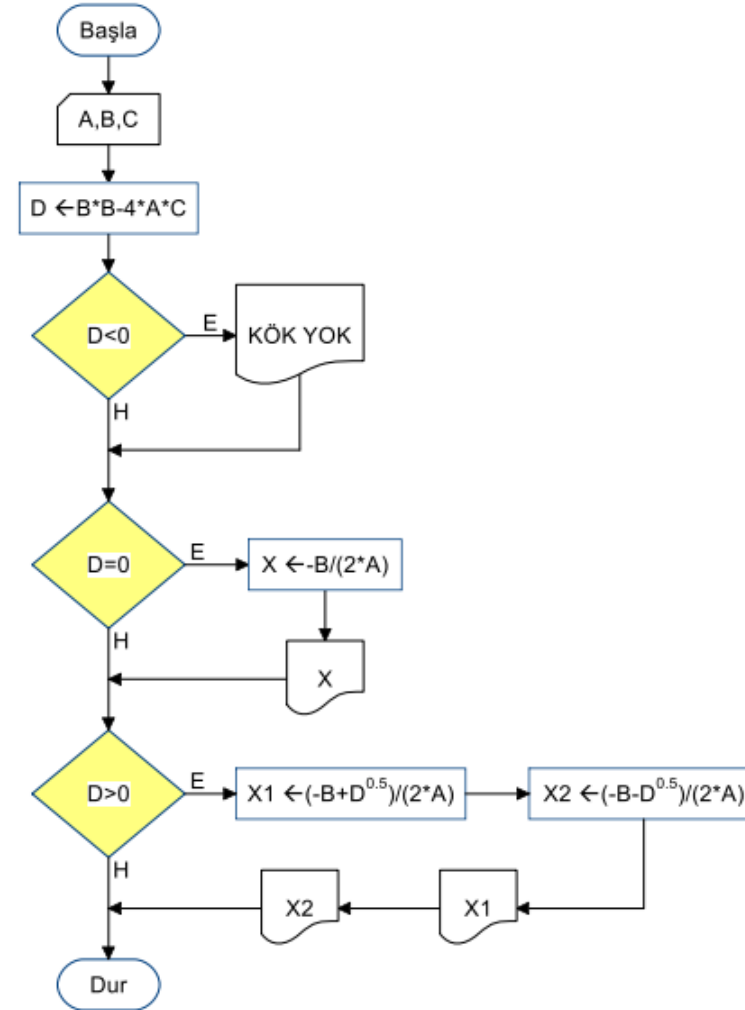 Başla
A,B,C
D ←B*B-4*A*C
D<0
E
KÖK YOK
H
D=0
E
X ←-B/(2*A)
H
X
D>0
E
X1 ←(-B+D^0.5)/(2*A)
X2 ←(-B-D^0.5)/(2*A)
H
X2
X1
Dur